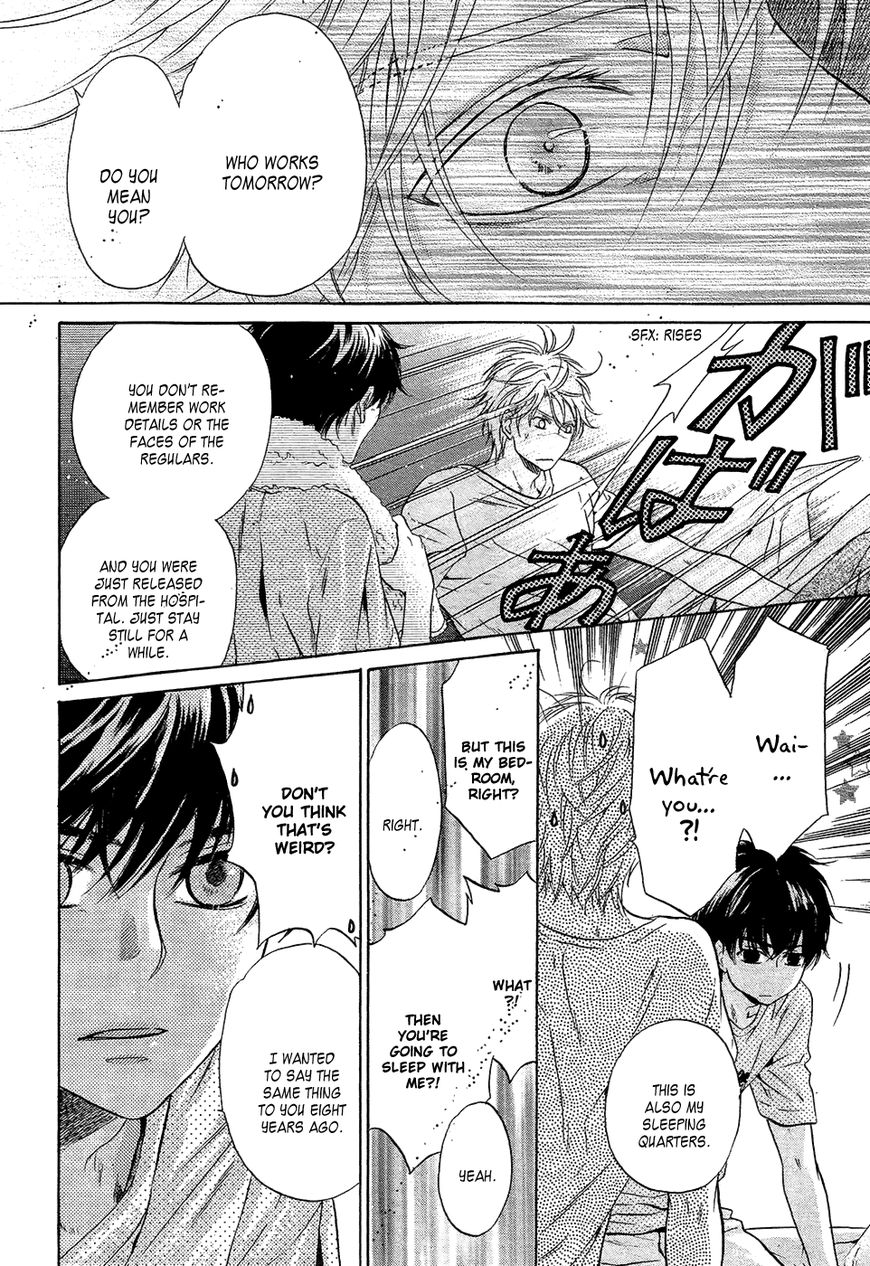 WHO WORKS
TOMORROW?
DO YOU
MEAN
YOU?
SFX: RISES
がばあ
YOU DON'T RE-
MEMBER WORK
DETAILS OR THE
FACES OF THE
REGULARS.
AND YOU WERE
JUST RELEASED
FROM THE HOSPI-
TAL. JUST STAY
STILL FOR A
WHILE.
Wai-
...
What're
you...
?!
THIS IS
ALSO MY
SLEEPING
QUARTERS.
BUT THIS
IS MY BED-
ROOM,
RIGHT?
RIGHT.
WHAT
?!
THEN
YOU'RE
GOING TO
SLEEP WITH
ME?!
YEAH.
DON'T
YOU THINK
THAT'S
WEIRD?
I WANTED
TO SAY THE
SAME THING
TO YOU EIGHT
YEARS AGO.